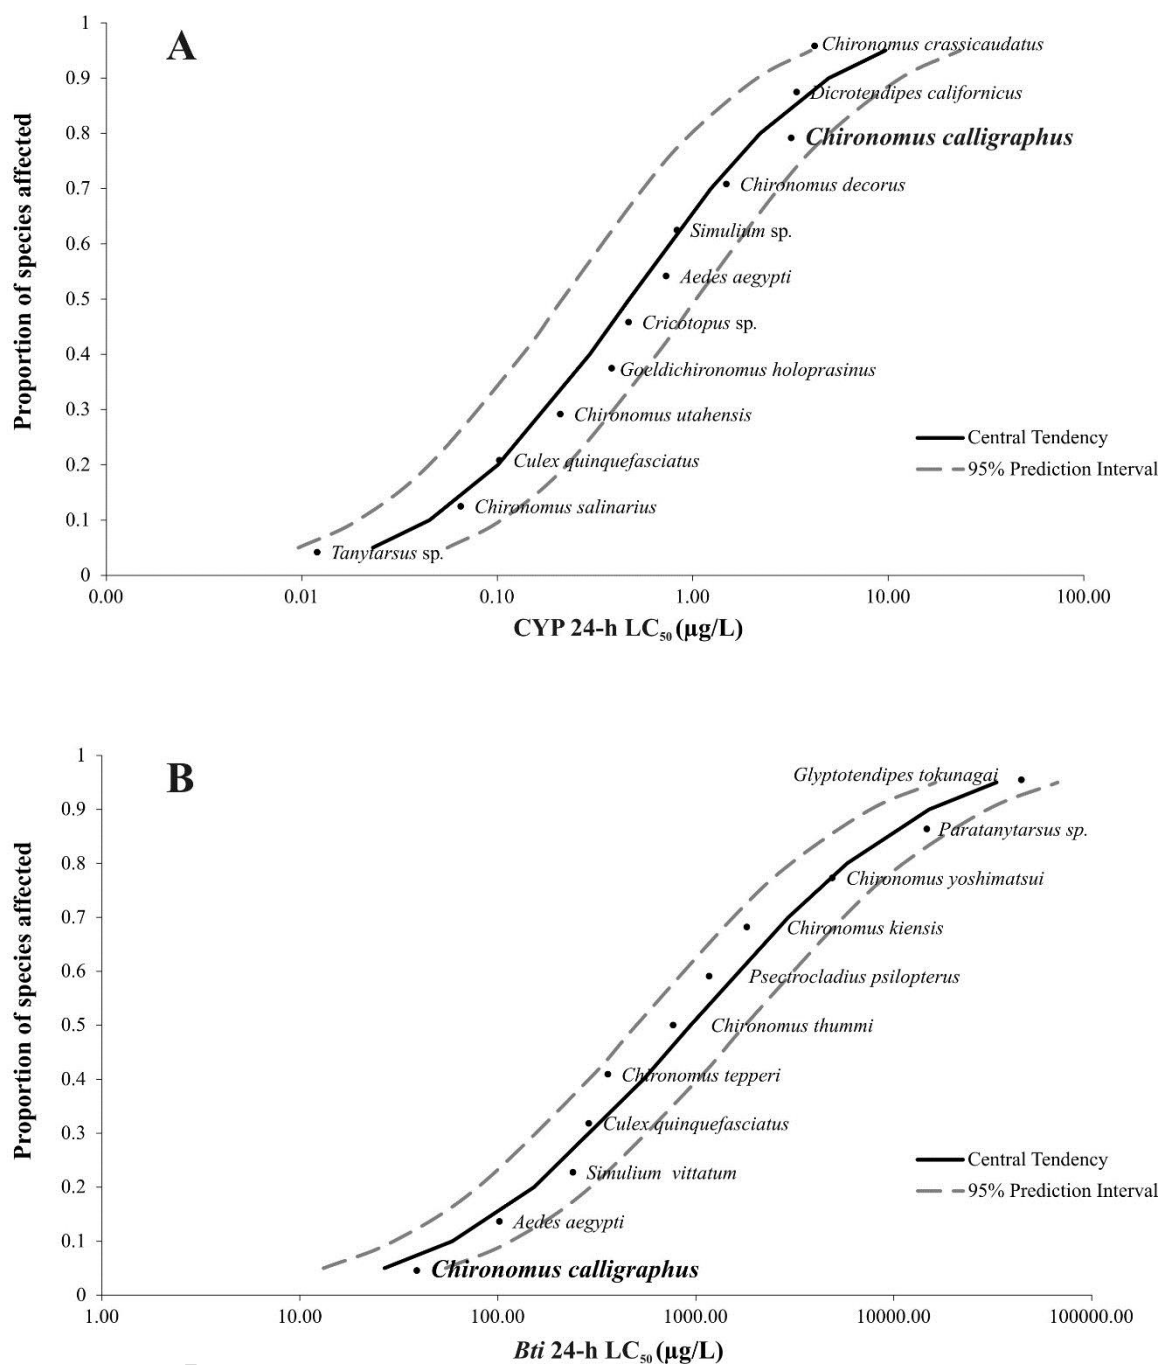 A
1
0.9
0.8
0.7
0.6
0.5
0.4
0.3
0.2
0.1
0
Proportion of species affected
Chironomus crassicaudatus
Dicrotendipes californicus
Chironomus calligraphus
Chironomus decorus
Simulium sp.
Aedes aegypti
Cricotopus sp.
Goeldichironomus holoprasinus
Chironomus utahensis
Culex quinquefasciatus
Chironomus salinarius
Tanytarsus sp.
Central Tendency
95% Prediction Interval
0.00 0.01 0.10 1.00 10.00 100.00
CYP 24-h LC50 (µg/L)
B
1
0.9
0.8
0.7
0.6
0.5
0.4
0.3
0.2
0.1
0
Proportion of species affected
Glyptotendipes tokunagai
Paratanytarsus sp.
Chironomus yoshimatsui
Chironomus kiensis
Psectrocladius psilopterus
Chironomus thummi
Chironomus tepperi
Culex quinquefasciatus
Simulium vittatum
Aedes aegypti
Chironomus calligraphus
Central Tendency
95% Prediction Interval
1.00 10.00 100.00 1000.00 10000.00 100000.00
Bti 24-h LC50 (µg/L)